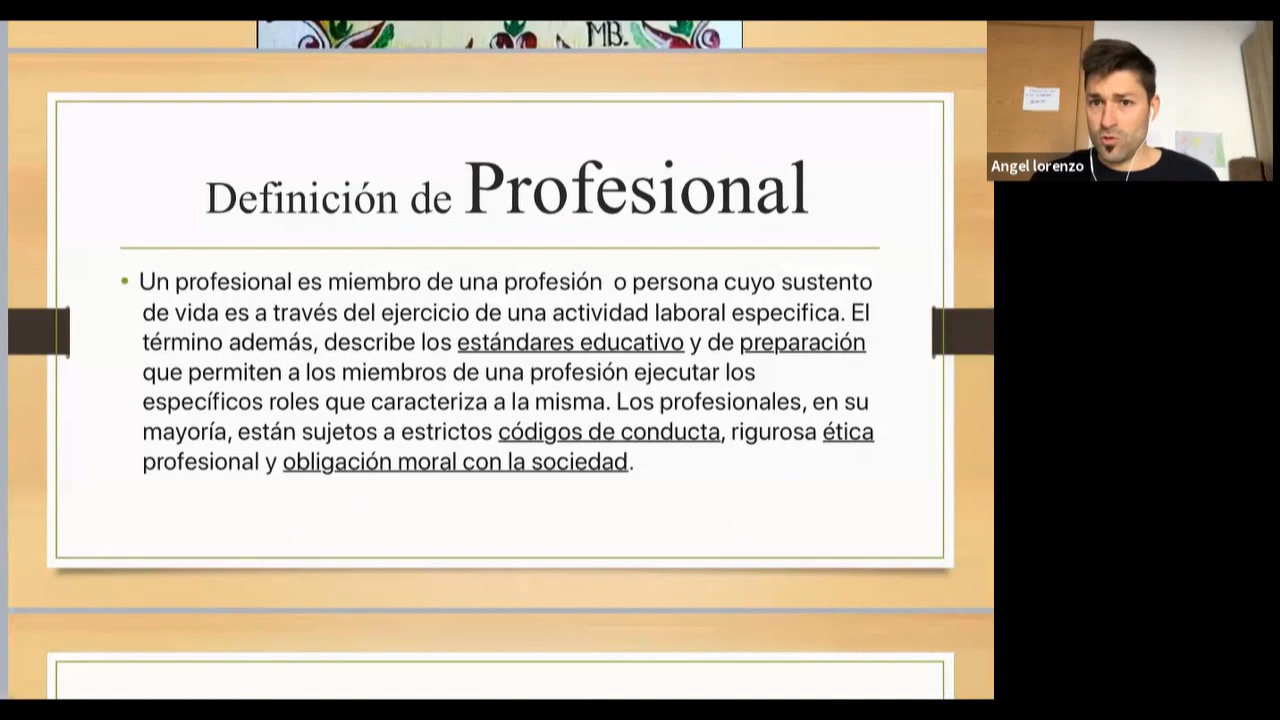 MB.
Definición de Profesional
• Un profesional es miembro de una profesión o persona cuyo sustento
de vida es a través del ejercicio de una actividad laboral especifica. El
término además, describe los estándares educativo y de preparación
que permiten a los miembros de una profesión ejecutar los
específicos roles que caracteriza a la misma. Los profesionales, en su
mayoría, están sujetos a estrictos códigos de conducta, rigurosa ética
profesional y obligación moral con la sociedad.
Angel lorenzo